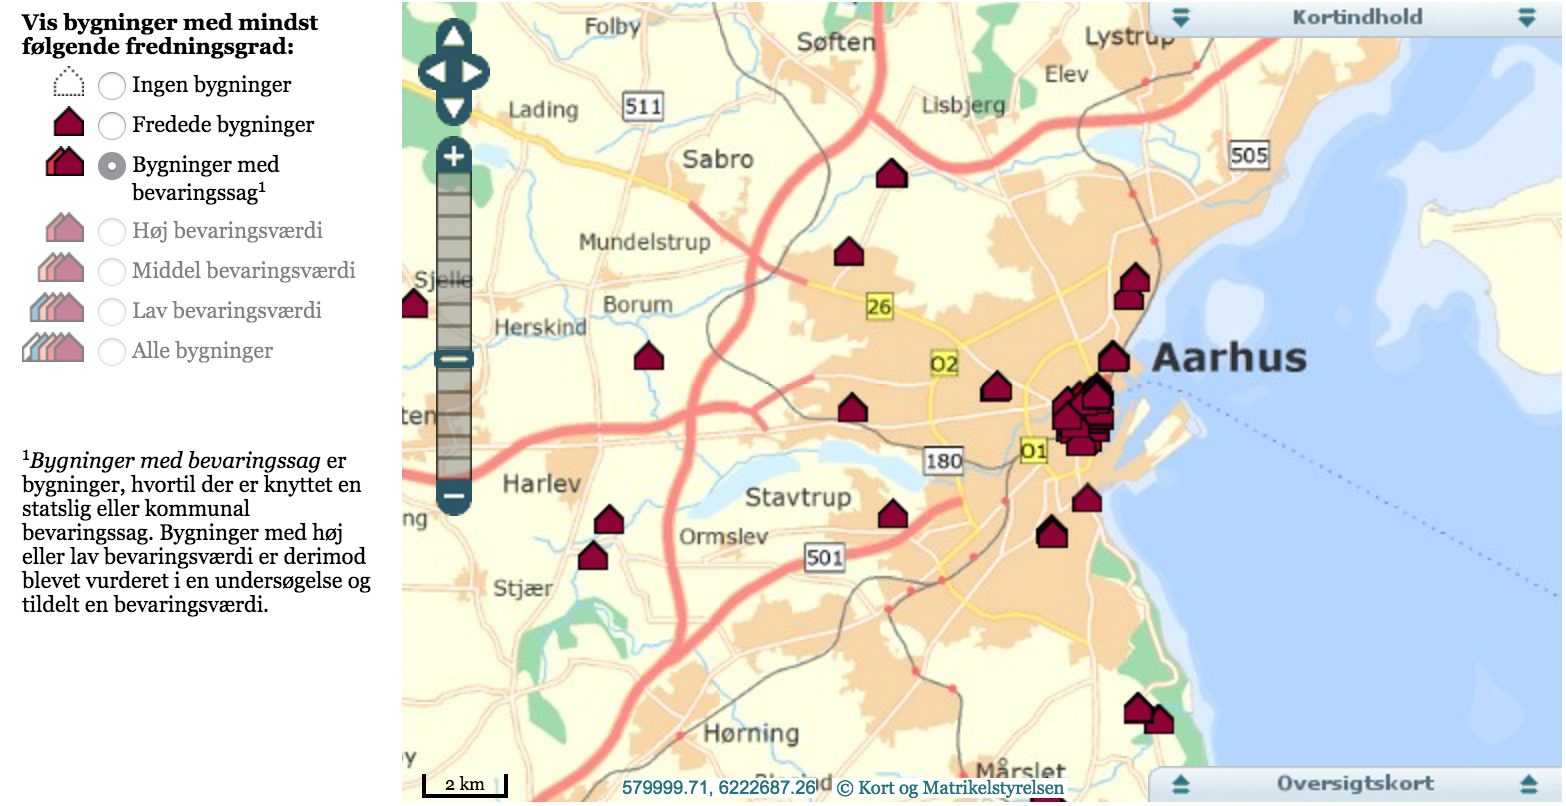 Vis bygninger med mindst
følgende fredningsgrad:
Ingen bygninger
Fredede bygninger
Bygninger med
bevaringssag¹
Høj bevaringsværdi
Middel bevaringsværdi
Lav bevaringsværdi
Alle bygninger
¹Bygninger med bevaringssag er
bygninger, hvortil der er knyttet en
statslig eller kommunal
bevaringssag. Bygninger med høj
eller lav bevaringsværdi er derimod
blevet vurderet i en undersøgelse og
tildelt en bevaringsværdi.
Kortindhold
Folby
Søften
Lystrup
Elev
Lading
511
Lisbjerg
Sabro
505
Mundelstrup
Sjelle
Borum
26
Herskind
O2
Aarhus
ten
180
O1
Harlev
Stavtrup
ng
Ormslev
501
Stjær
Hørning
Mårslet
2 km
579999.71, 6222687.26
© Kort og Matrikelstyrelsen
Oversigtskort